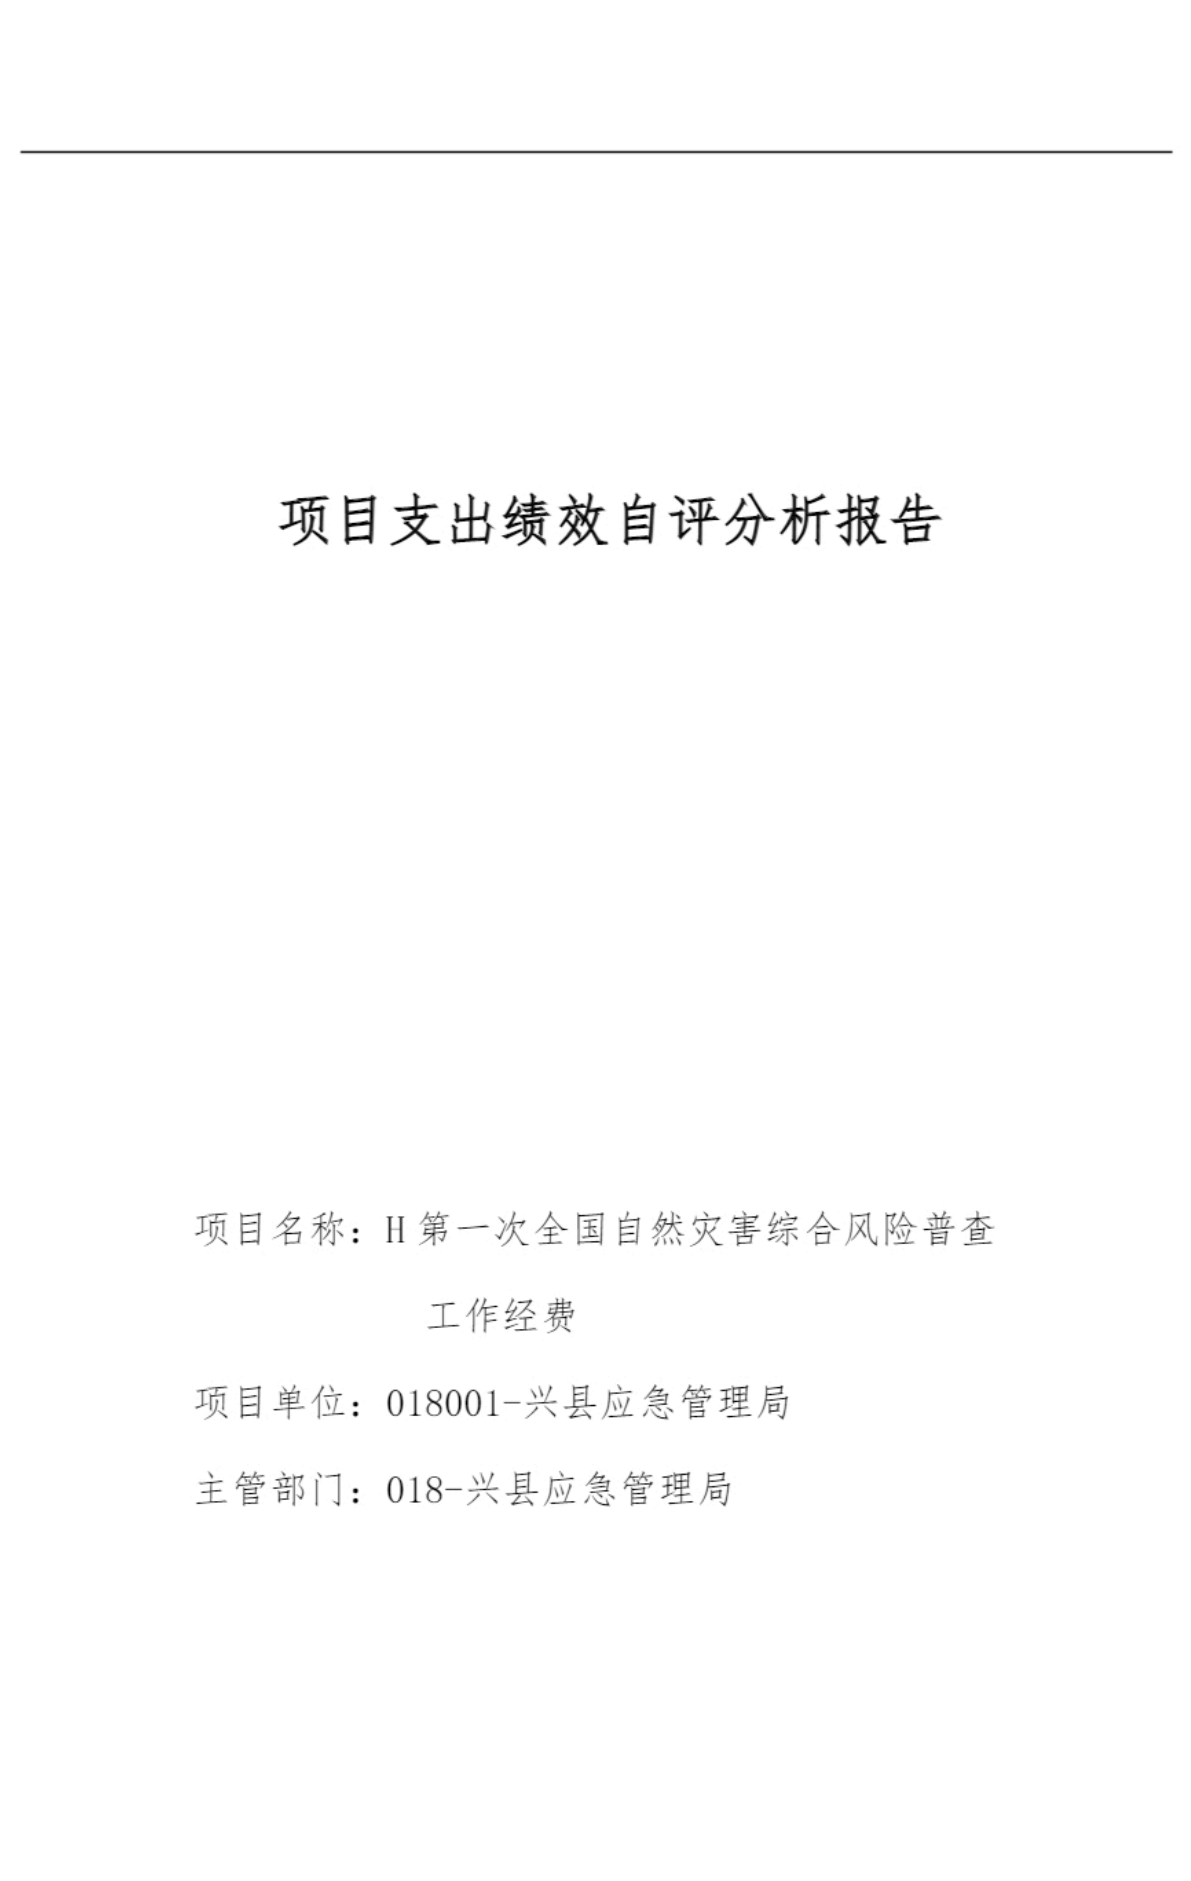 项目支出绩效自评分析报告
项目名称：H 第一次全国自然灾害综合风险普查
工作经费
项目单位：018001-兴县应急管理局
主管部门：018-兴县应急管理局